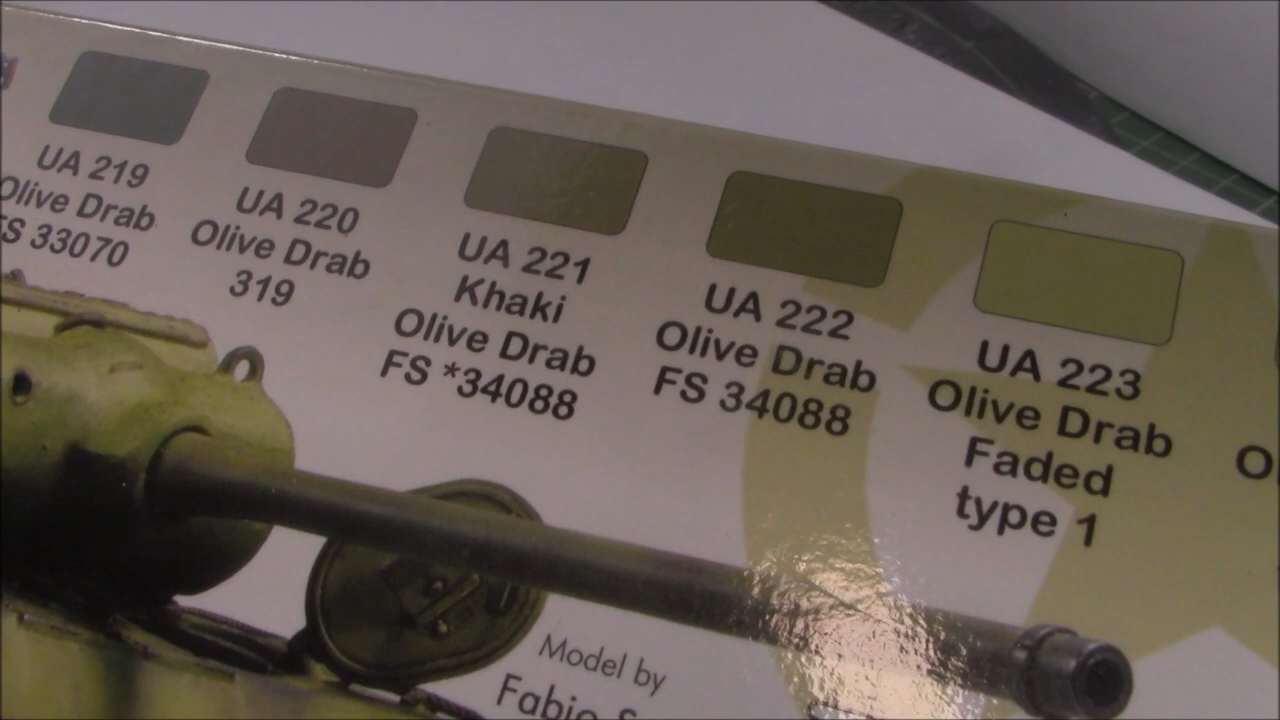 UA 219
Olive Drab
FS 33070
UA 220
Olive Drab
319
UA 221
Khaki
Olive Drab
FS *34088
UA 222
Olive Drab
FS 34088
UA 223
Olive Drab
Faded
type 1
Model by
Fabio